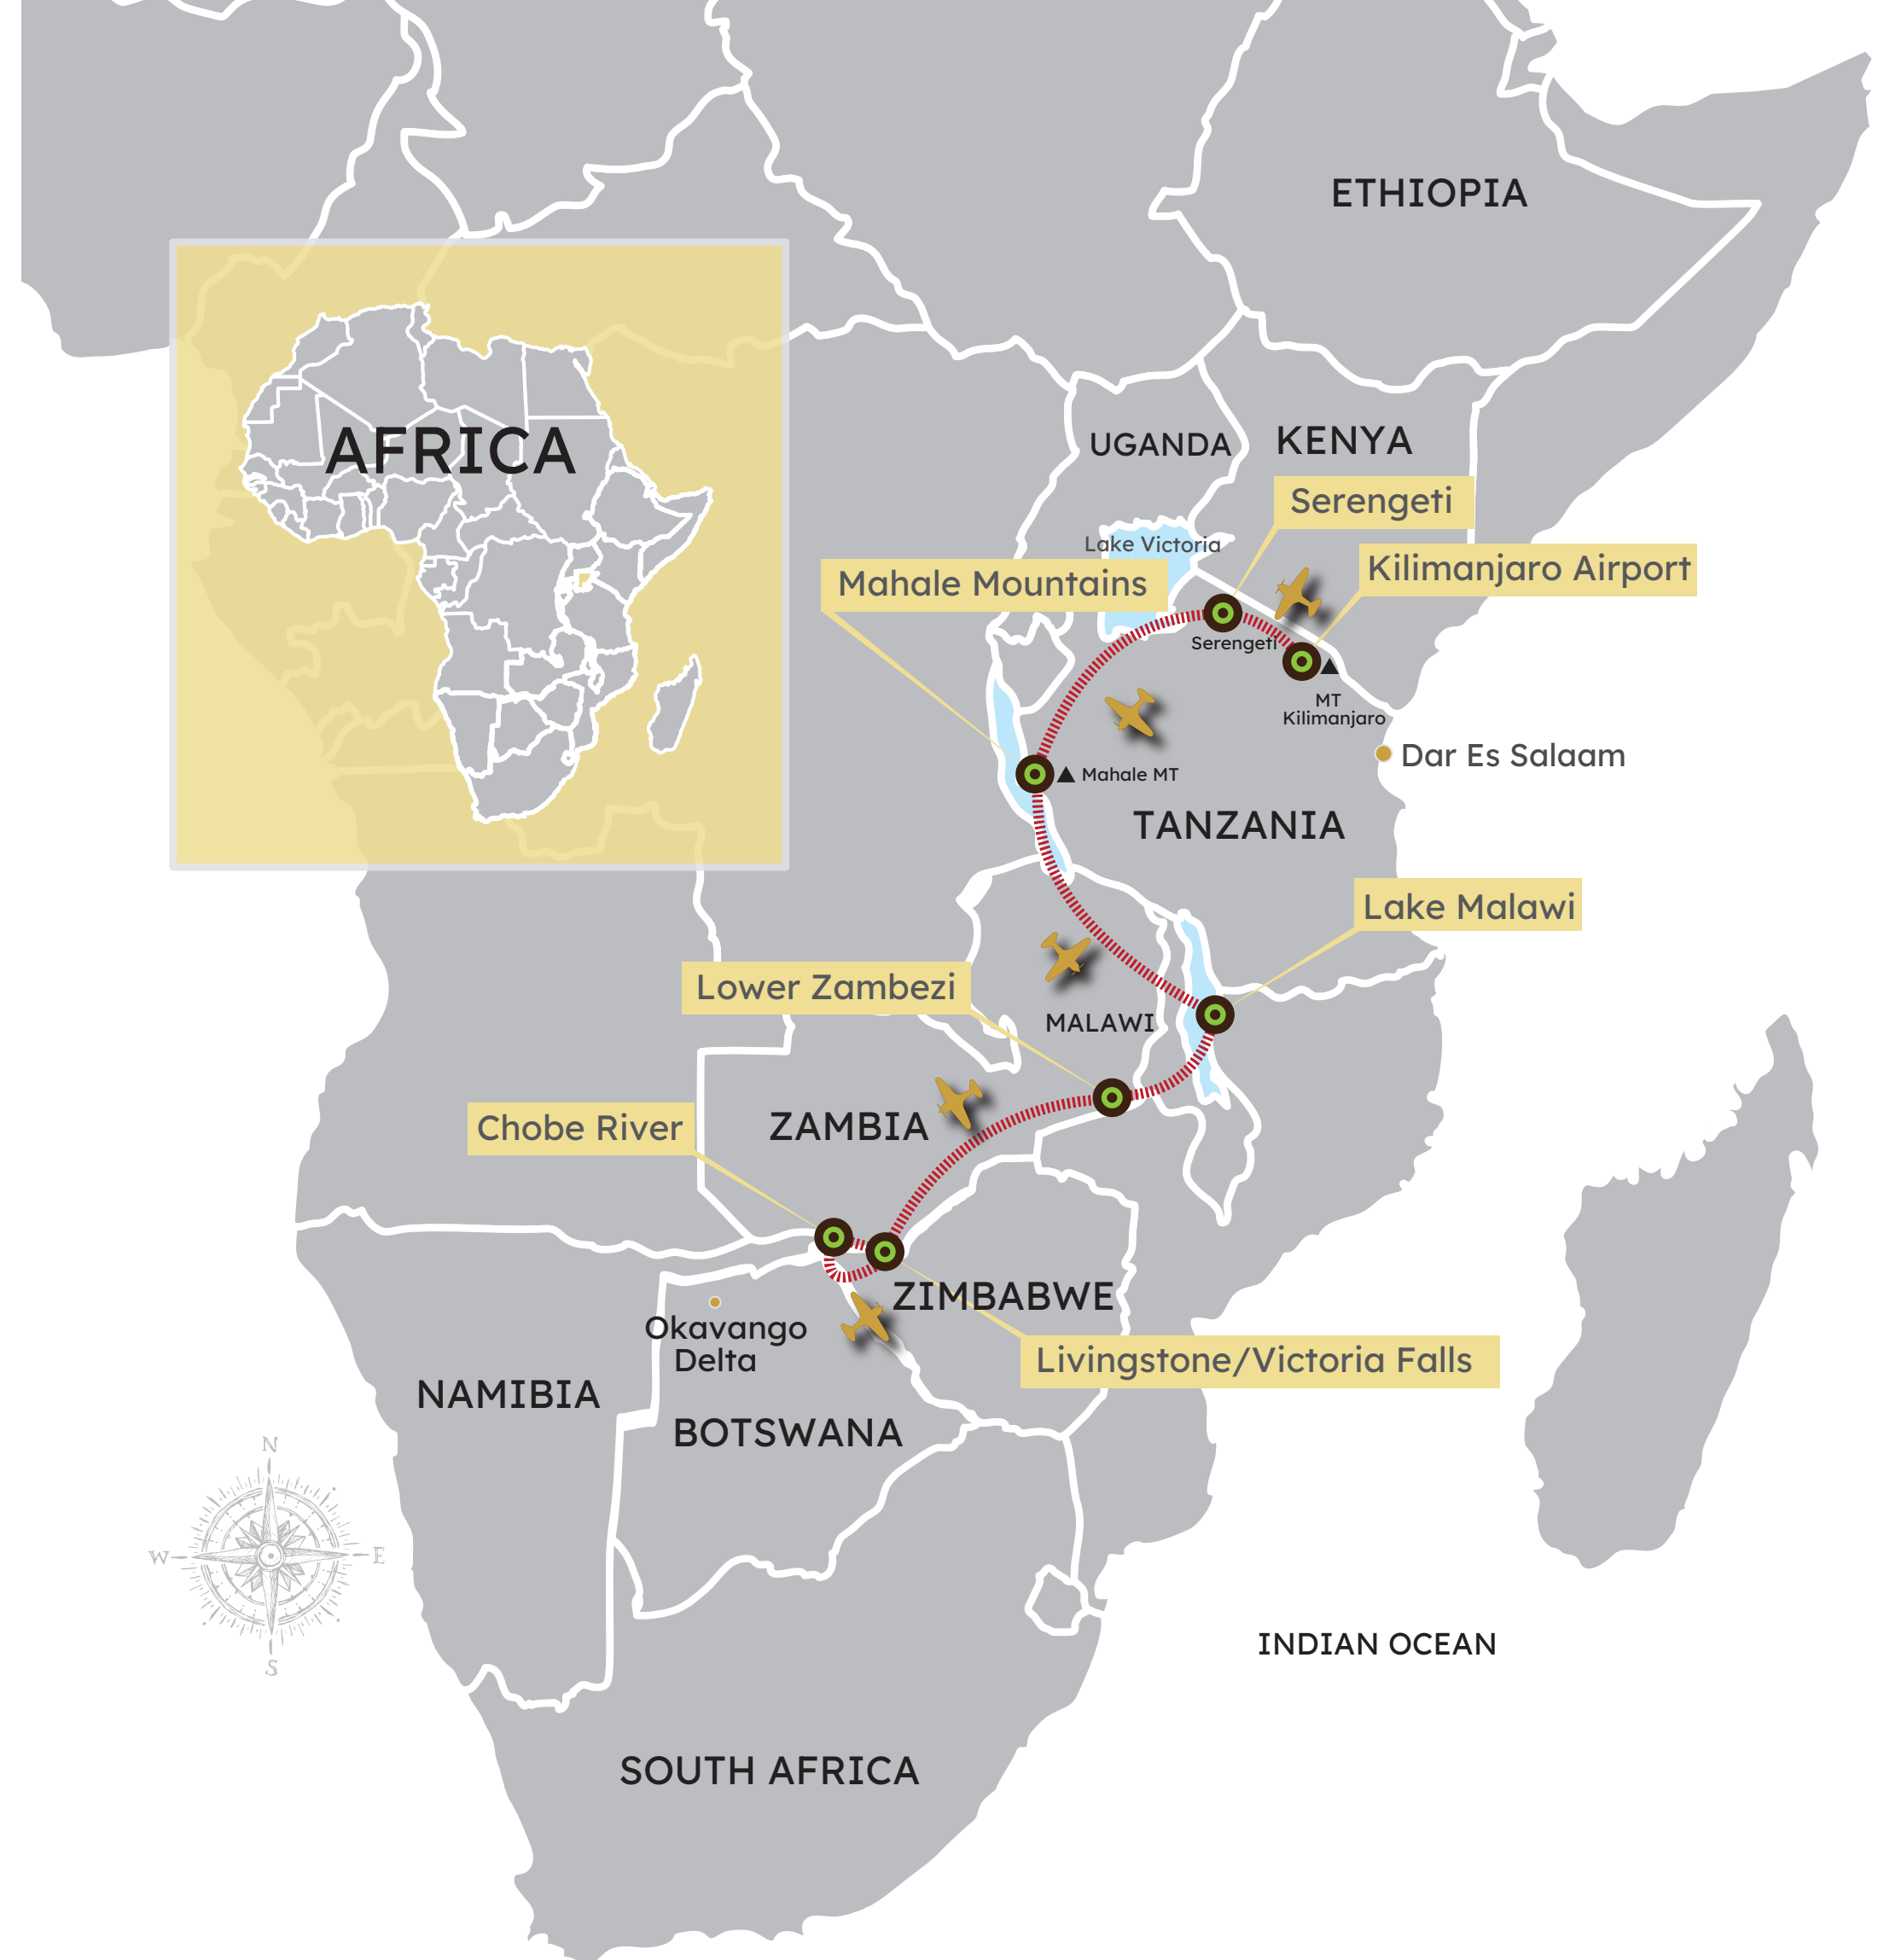 ETHIOPIA
AFRICA
UGANDA
KENYA
Serengeti
Lake Victoria
Kilimanjaro Airport
Mahale Mountains
Serengeti
MT
Kilimanjaro
Dar Es Salaam
Mahale MT
TANZANIA
Lake Malawi
Lower Zambezi
MALAWI
Chobe River
ZAMBIA
ZIMBABWE
Okavango
Delta
Livingstone/Victoria Falls
NAMIBIA
BOTSWANA
N
W
E
S
INDIAN OCEAN
SOUTH AFRICA